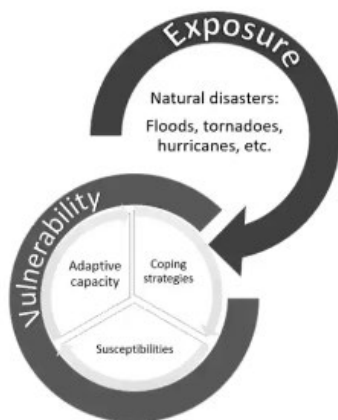 Exposure
Natural disasters:
Floods, tornadoes,
hurricanes, etc.
Vulnerability
Adaptive
capacity
Coping
strategies
Susceptibilities